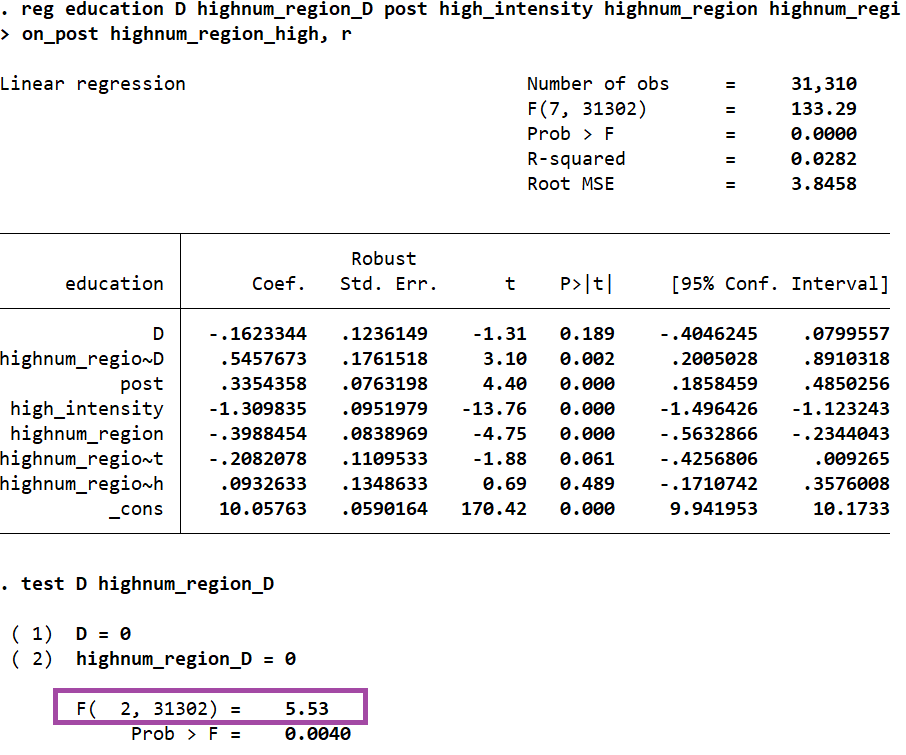 . reg education D highnum_region_D post high_intensity highnum_region highnum_regi
> on_post highnum_region_high, r
Linear regression Number of obs = 31,310
F(7, 31302) = 133.29
Prob > F = 0.0000
R-squared = 0.0282
Root MSE = 3.8458
Robust
education Coef. Std. Err. t P>|t| [95% Conf. Interval]
D -.1623344 .1236149 -1.31 0.189 -.4046245 .0799557
highnum_regio~D .5457673 .1761518 3.10 0.002 .2005028 .8910318
post .3354358 .0763198 4.40 0.000 .1858459 .4850256
high_intensity -1.309835 .0951979 -13.76 0.000 -1.496426 -1.123243
highnum_region -.3988454 .0838969 -4.75 0.000 -.5632866 -.2344043
highnum_regio~t -.2082078 .1109533 -1.88 0.061 -.4256806 .009265
highnum_regio~h .0932633 .1348633 0.69 0.489 -.1710742 .3576008
_cons 10.05763 .0590164 170.42 0.000 9.941953 10.1733
. test D highnum_region_D
( 1) D = 0
( 2) highnum_region_D = 0
F( 2, 31302) = 5.53
Prob > F = 0.0040